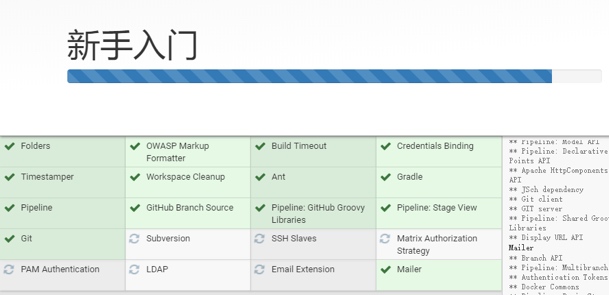 新手入门
Folders
OWASP Markup
Formatter
Build Timeout
Credentials Binding
Timestamper
Workspace Cleanup
Ant
Gradle
Pipeline
GitHub Branch Source
Pipeline: GitHub Groovy
Libraries
Pipeline: Stage View
Git
Subversion
SSH Slaves
Matrix Authorization
Strategy
PAM Authentication
LDAP
Email Extension
Mailer
** Pipeline: Model API
** Pipeline: Declarative
Points API
** Apache HttpComponents
API
** JSch dependency
** Git client
** GIT server
** Pipeline: Shared Groo
Libraries
** Display URL API
Mailer
** Branch API
** Pipeline: Multibranch
** Authentication Tokens
** Docker Commons